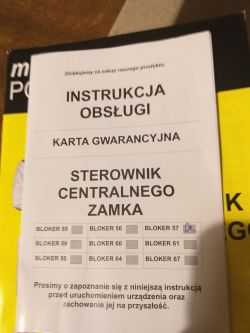 m
PO
Dziękujemy za zakup naszego produktu
INSTRUKCJA
OBSŁUGI
KARTA GWARANCYJNA
STEROWNIK
CENTRALNEGO
ZAMKA
BLOKER 55 BLOKER 56 BLOKER 57
BLOKER 59 BLOKER 60 BLOKER 61
BLOKER 50 BLOKER 64 BLOKER 67
Prosimy o zapoznanie się z niniejszą instrukcją
przed uruchomieniem urządzenia oraz
zachowanie jej na przyszłość.
K